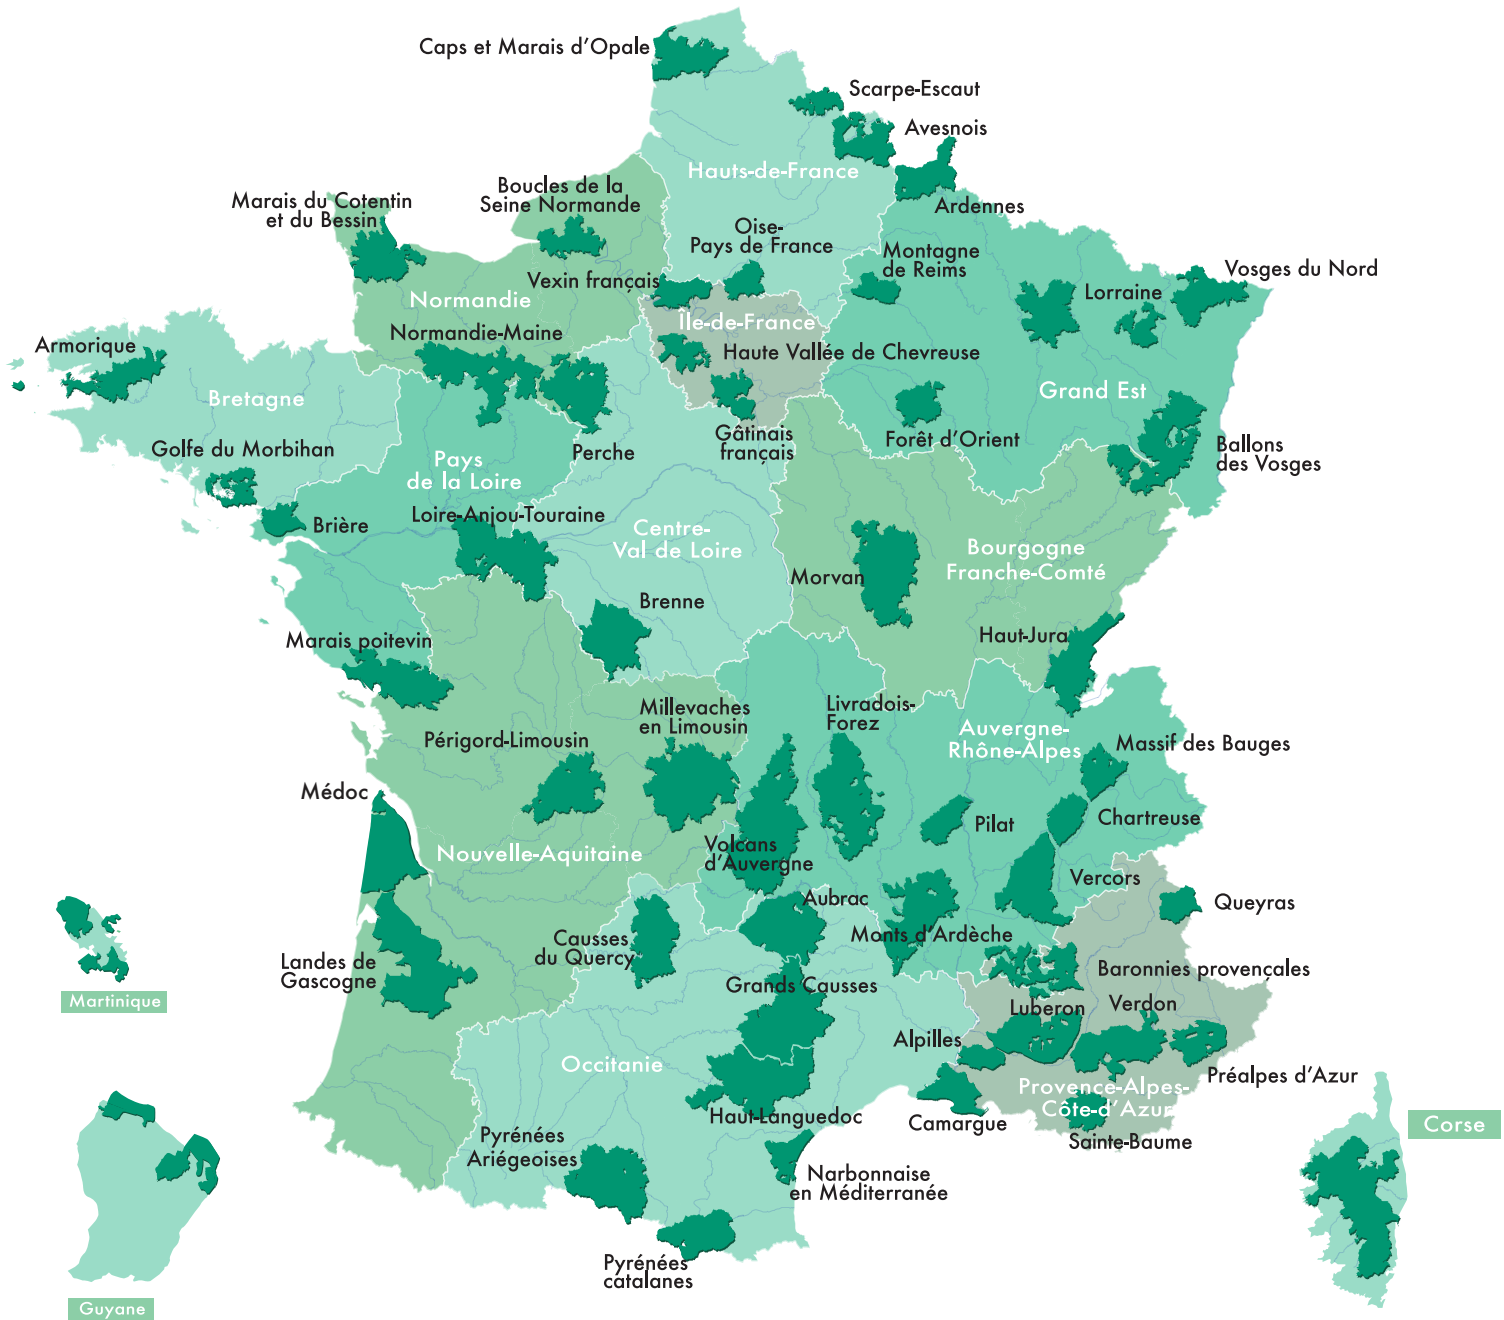 Caps et Marais d'Opale
Scarpe-Escaut
Avesnois
Hauts-de-France
Ardennes
Boucles de la
Seine Normande
Marais du Cotentin
et du Bessin
Oise-
Pays de France
Montagne
de Reims
Vexin français
Vosges du Nord
Lorraine
Normandie
Île-de-France
Normandie-Maine
Haute Vallée de Chevreuse
Armorique
Bretagne
Grand Est
Golfe du Morbihan
Gâtinais
français
Forêt d'Orient
Perche
Ballons
des Vosges
Pays
de la Loire
Brière
Loire-Anjou-Touraine
Centre-
Val de Loire
Bourgogne
Franche-Comté
Morvan
Brenne
Haut-Jura
Marais poitevin
Millevaches
en Limousin
Livradois-
Forez
Périgord-Limousin
Auvergne-
Rhône-Alpes
Massif des Bauges
Médoc
Pilat
Chartreuse
Nouvelle-Aquitaine
Volcans
d'Auvergne
Vercors
Aubrac
Queyras
Causses
du Quercy
Monts d'Ardèche
Landes de
Gascogne
Grands Causses
Baronnies provençales
Martinique
Luberon
Verdon
Alpilles
Occitanie
Préalpes d'Azur
Provence-Alpes-
Côte-d'Azur
Haut-Languedoc
Camargue
Sainte-Baume
Corse
Pyrénées
Ariégeoises
Narbonnaise
en Méditerranée
Pyrénées
catalanes
Guyane